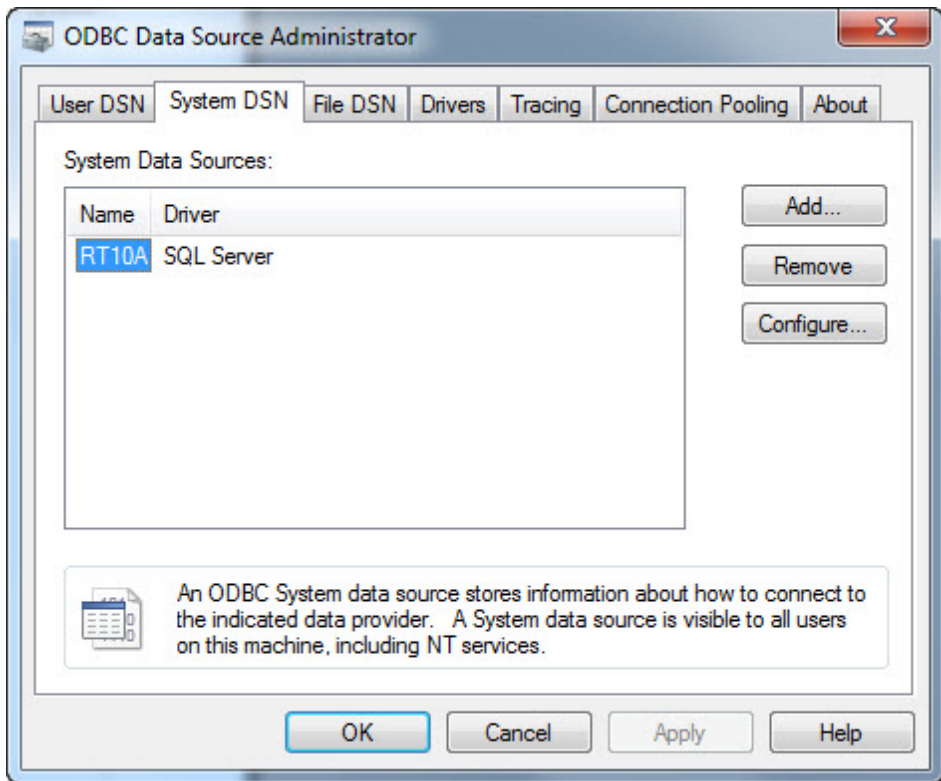 ODBC Data Source Administrator
User DSN System DSN File DSN Drivers Tracing Connection Pooling About
System Data Sources:
Name Driver
RT10A SQL Server
Add...
Remove
Configure...
An ODBC System data source stores information about how to connect to
the indicated data provider. A System data source is visible to all users
on this machine, including NT services.
OK Cancel Apply Help